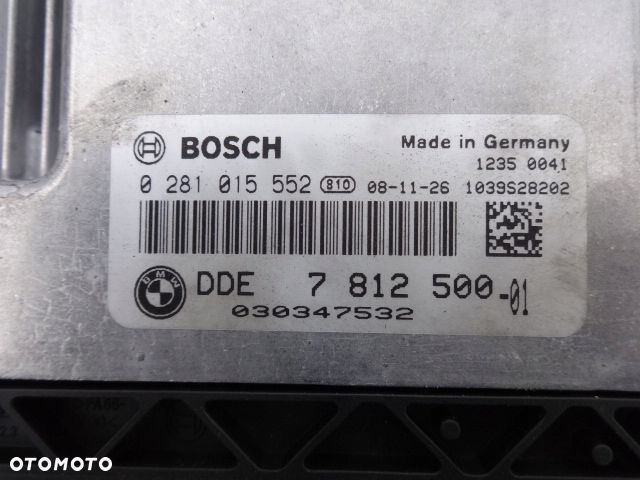 BOSCH Made in Germany
1235 0041
0 281 015 552 810 08-11-26 1039S28202
BMW DDE 7 812 500-01
030347532
OTOMOTO